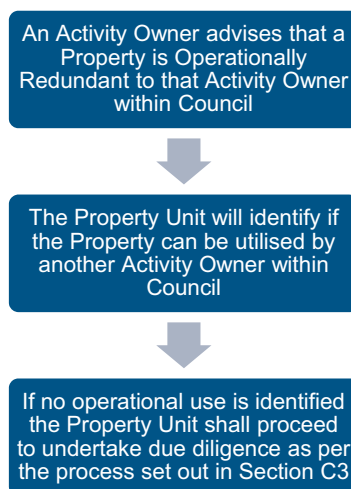 An Activity Owner advises that a
Property is Operationally
Redundant to that Activity Owner
within Council
The Property Unit will identify if
the Property can be utilised by
another Activity Owner within
Council
If no operational use is identified
the Property Unit shall proceed
to undertake due diligence as per
the process set out in Section C3